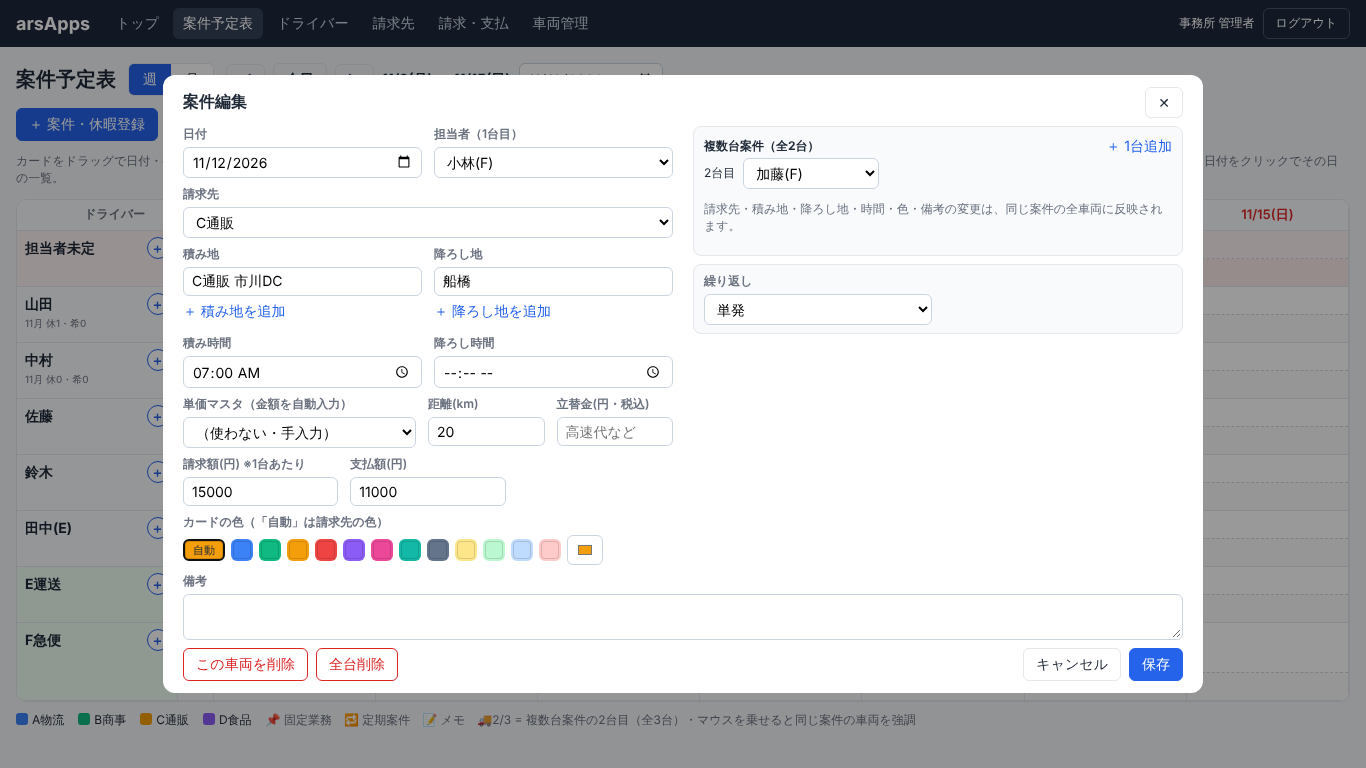 arsApps トップ 案件予定表 ドライバー 請求先 請求・支払 車両管理 事務所 管理者 ログアウト
案件予定表 週
＋ 案件・休暇登録
カードをドラッグで日付・
日付をクリックでその日
の一覧。
ドライバー 11/15(日)
担当者未定 +
山田 +
11月 休1・希0
中村 +
11月 休0・希0
佐藤 +
鈴木 +
田中(E) +
E運送 +
F急便 +
案件編集 ✕
日付 担当者（1台目）
11/12/2026 小林(F)
請求先
C通販
積み地 降ろし地
C通販 市川DC 船橋
＋ 積み地を追加 ＋ 降ろし地を追加
積み時間 降ろし時間
07:00 AM --:-- --
単価マスタ（金額を自動入力） 距離(km) 立替金(円・税込)
（使わない・手入力） 20 高速代など
請求額(円) ※1台あたり 支払額(円)
15000 11000
カードの色（「自動」は請求先の色）
自動
備考
この車両を削除 全台削除 キャンセル 保存
複数台案件（全2台） ＋ 1台追加
2台目 加藤(F)
請求先・積み地・降ろし地・時間・色・備考の変更は、同じ案件の全車両に反映され
ます。
繰り返し
単発
A物流 B商事 C通販 D食品 📌 固定業務 🔁 定期案件 📝 メモ 🚚2/3 = 複数台案件の2台目（全3台）・マウスを乗せると同じ案件の車両を強調